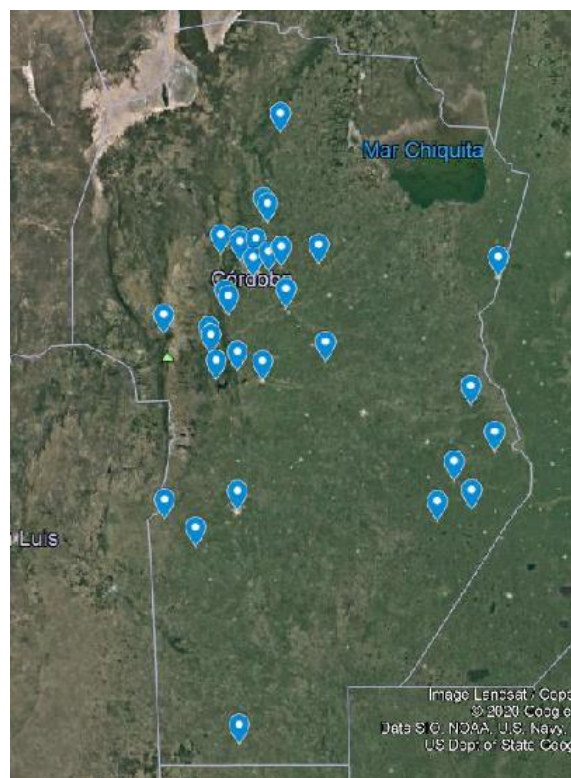 Mar Chiquita
Córdoba
Luis
Image Landsat / Cope
© 2020 Google
Data SIO, NOAA, U.S. Navy,
US Dept of State Geog